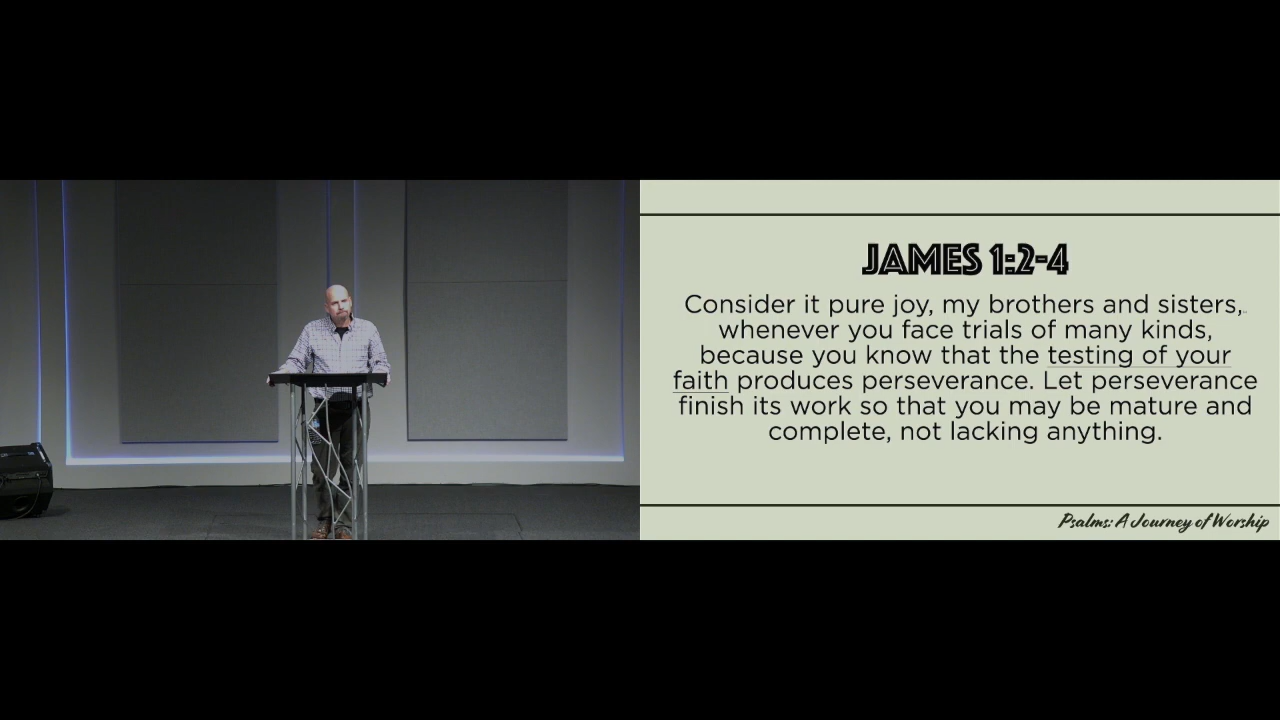 JAMES 1:2-4
Consider it pure joy, my brothers and sisters,
whenever you face trials of many kinds,
because you know that the testing of your
faith produces perseverance. Let perseverance
finish its work so that you may be mature and
complete, not lacking anything.
Psalms: A Journey of Worship